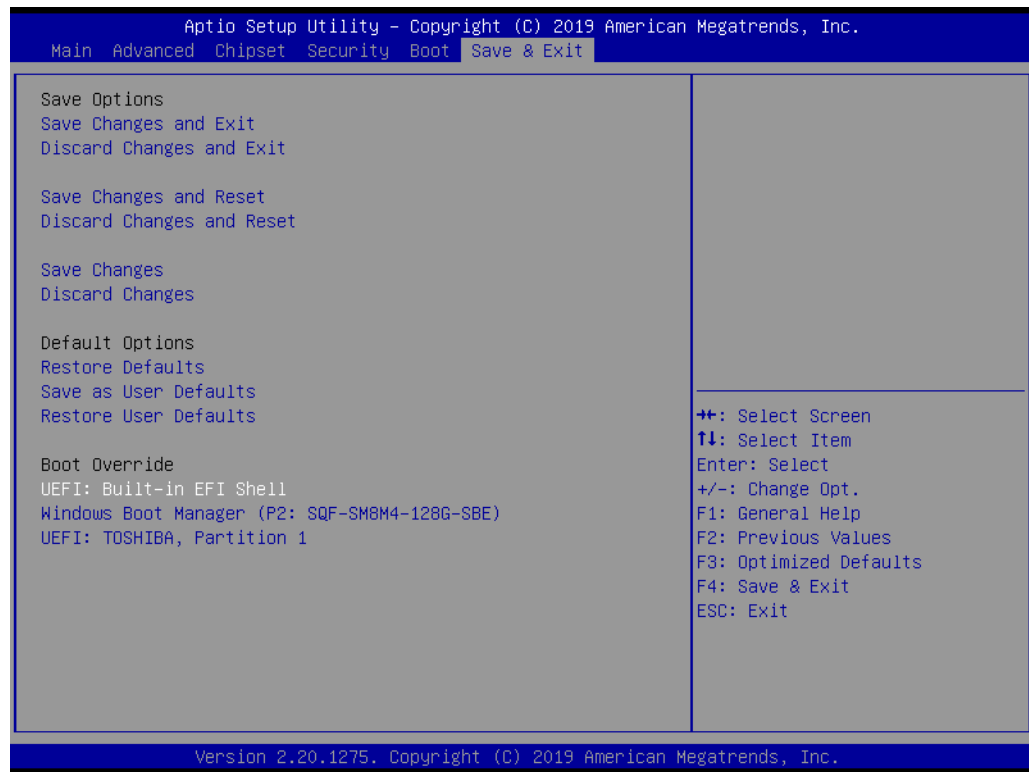 Aptio Setup Utility – Copyright (C) 2019 American Megatrends, Inc.
Main Advanced Chipset Security Boot Save & Exit
Save Options
Save Changes and Exit
Discard Changes and Exit
Save Changes and Reset
Discard Changes and Reset
Save Changes
Discard Changes
Default Options
Restore Defaults
Save as User Defaults
Restore User Defaults
Boot Override
UEFI: Built-in EFI Shell
Windows Boot Manager (P2: SQF-SM8M4-128G-SBE)
UEFI: TOSHIBA, Partition 1
→←: Select Screen
↑↓: Select Item
Enter: Select
+/-: Change Opt.
F1: General Help
F2: Previous Values
F3: Optimized Defaults
F4: Save & Exit
ESC: Exit
Version 2.20.1275. Copyright (C) 2019 American Megatrends, Inc.